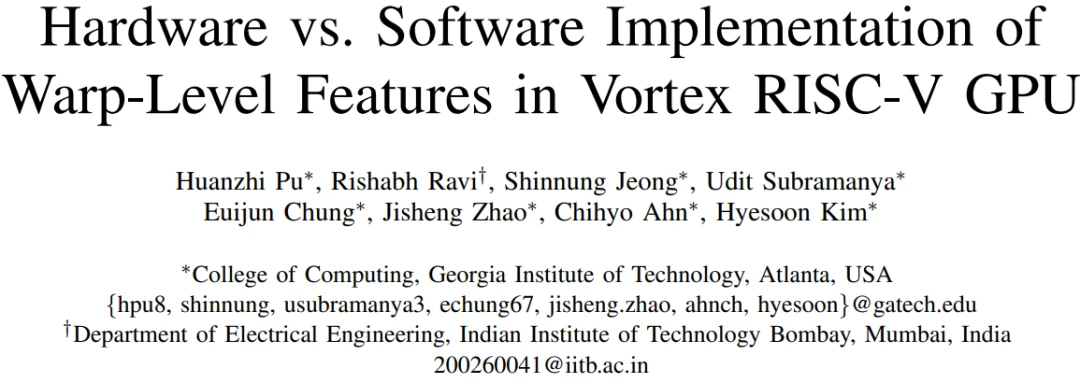 Hardware vs. Software Implementation of
Warp-Level Features in Vortex RISC-V GPU
Huanzhi Pu*, Rishabh Ravi†, Shinnung Jeong*, Udit Subramanya*
Euijun Chung*, Jisheng Zhao*, Chihyo Ahn*, Hyesoon Kim*
*College of Computing, Georgia Institute of Technology, Atlanta, USA
{hpu8, shinnung, usubramanya3, echung67, jisheng.zhao, ahnch, hyesoon}@gatech.edu
†Department of Electrical Engineering, Indian Institute of Technology Bombay, Mumbai, India
200260041@iitb.ac.in